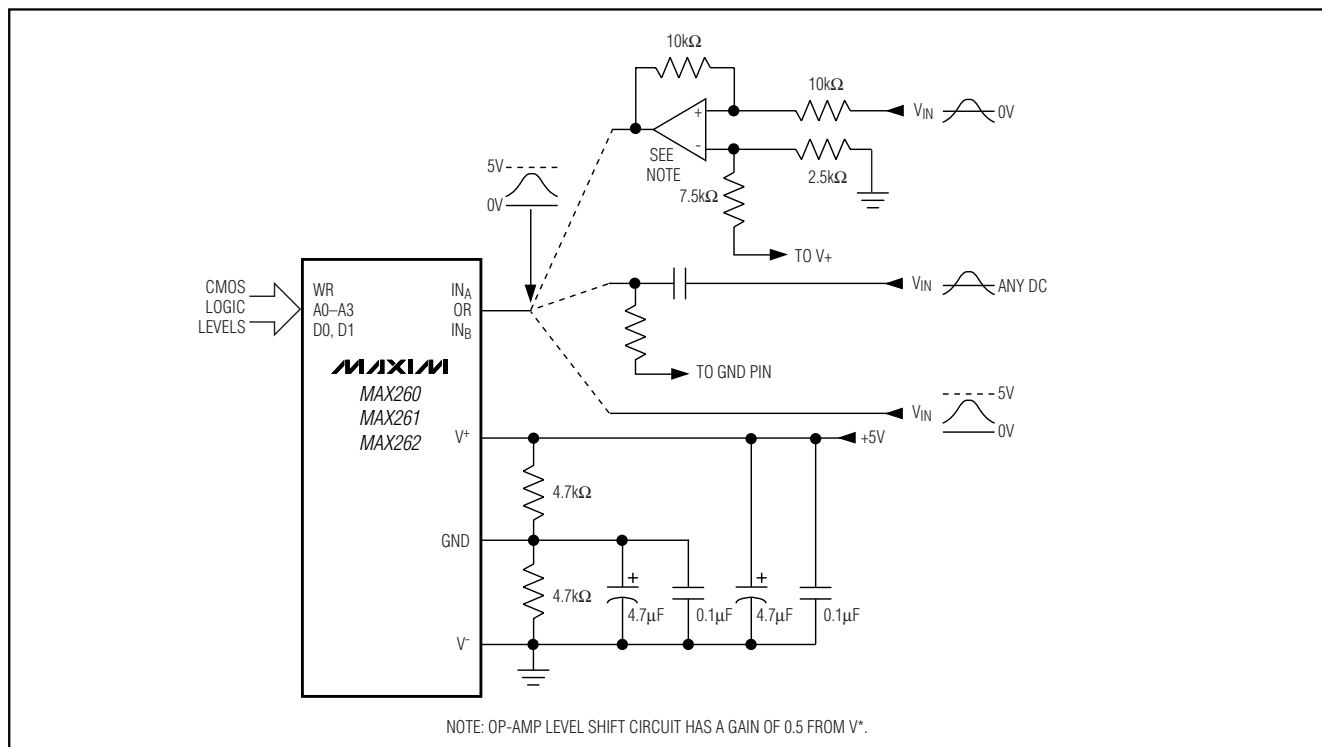 10kΩ
10kΩ
VIN
0V
+
-
SEE
NOTE
2.5kΩ
7.5kΩ
TO V+
5V
0V
CMOS
LOGIC
LEVELS
WR
A0–A3
D0, D1
INA
OR
INB
VIN
ANY DC
TO GND PIN
MAXIM
MAX260
MAX261
MAX262
VIN
5V
0V
V+
+5V
4.7kΩ
GND
4.7kΩ
+
4.7µF
0.1µF
+
4.7µF
0.1µF
V-
NOTE: OP-AMP LEVEL SHIFT CIRCUIT HAS A GAIN OF 0.5 FROM V*.